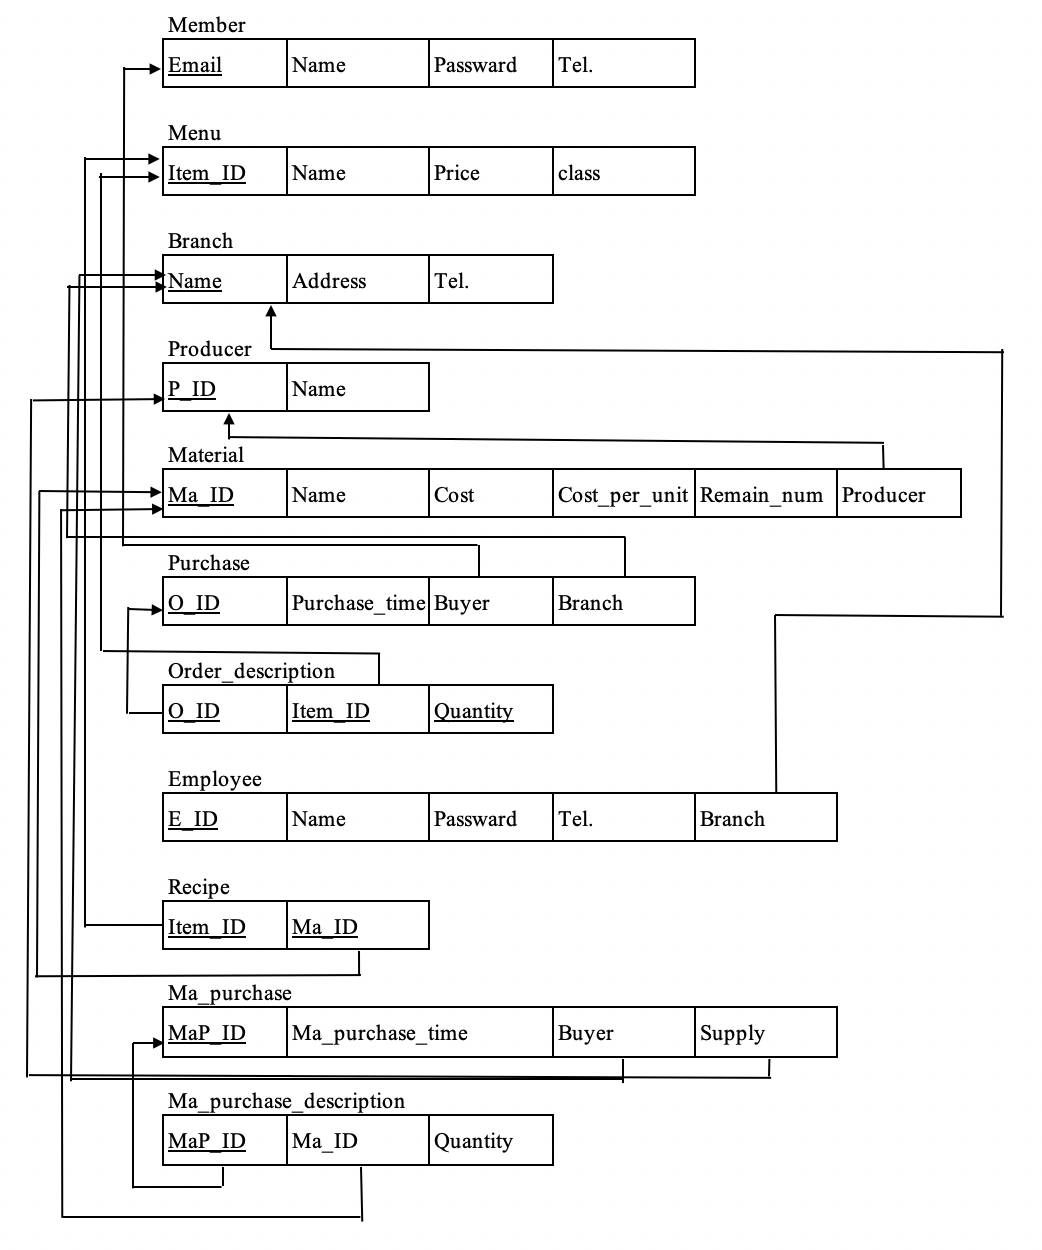 Member
Email Name Passward Tel.
Menu
Item_ID Name Price class
Branch
Name Address Tel.
Producer
P_ID Name
Material
Ma_ID Name Cost Cost_per_unit Remain_num Producer
Purchase
O_ID Purchase_time Buyer Branch
Order_description
O_ID Item_ID Quantity
Employee
E_ID Name Passward Tel. Branch
Recipe
Item_ID Ma_ID
Ma_purchase
MaP_ID Ma_purchase_time Buyer Supply
Ma_purchase_description
MaP_ID Ma_ID Quantity